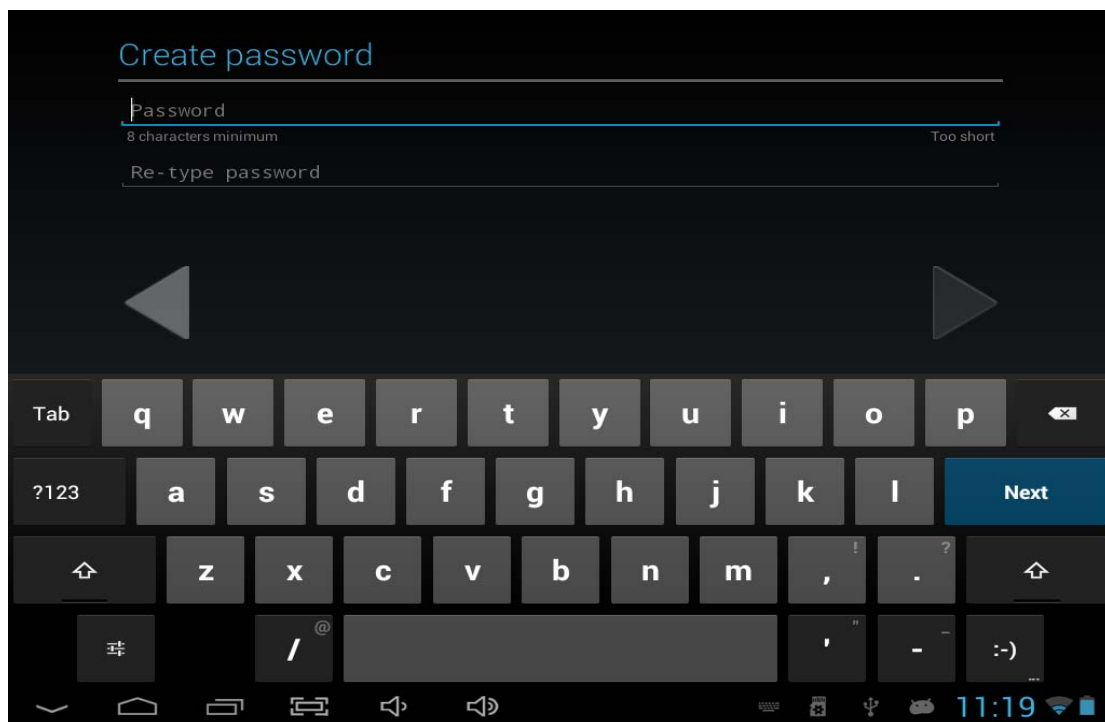 Create password
Password
8 characters minimum Too short
Re-type password
Tab q w e r t y u i o p
?123 a s d f g h j k l Next
z x c v b n m , ! . ?
/ @ ' " - _ :-) ...
11:19